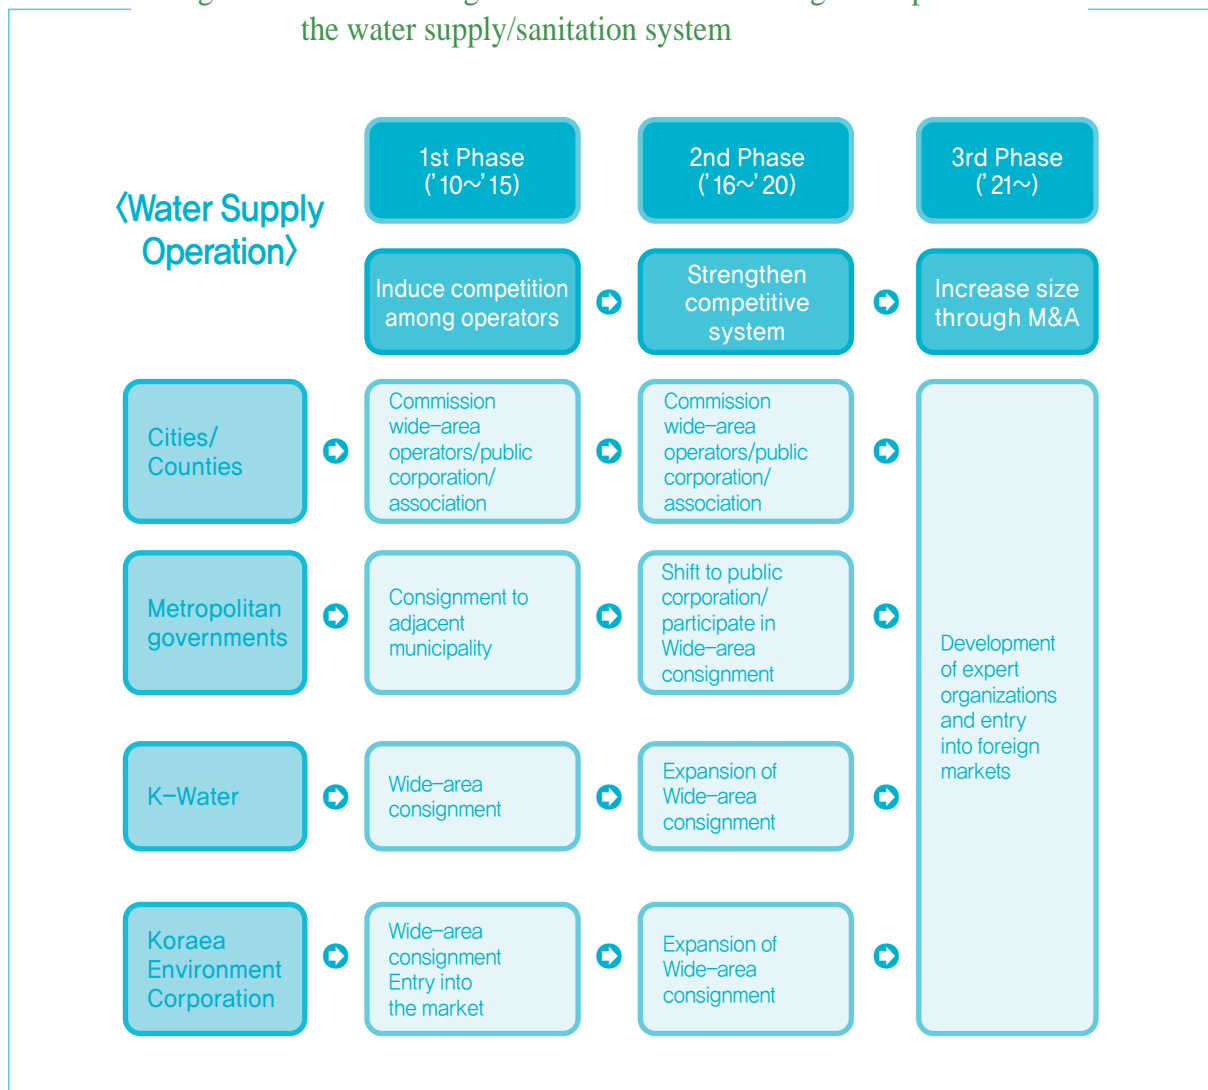 the water supply/sanitation system
〈Water Supply
Operation〉
1st Phase
('10~'15)
2nd Phase
('16~'20)
3rd Phase
('21~)
Induce competition
among operators
Strengthen
competitive
system
Increase size
through M&A
Cities/
Counties
Commission
wide-area
operators/public
corporation/
association
Commission
wide-area
operators/public
corporation/
association
Metropolitan
governments
Consignment to
adjacent
municipality
Shift to public
corporation/
participate in
Wide-area
consignment
Development
of expert
organizations
and entry
into foreign
markets
K-Water
Wide-area
consignment
Expansion of
Wide-area
consignment
Koraea
Environment
Corporation
Wide-area
consignment
Entry into
the market
Expansion of
Wide-area
consignment